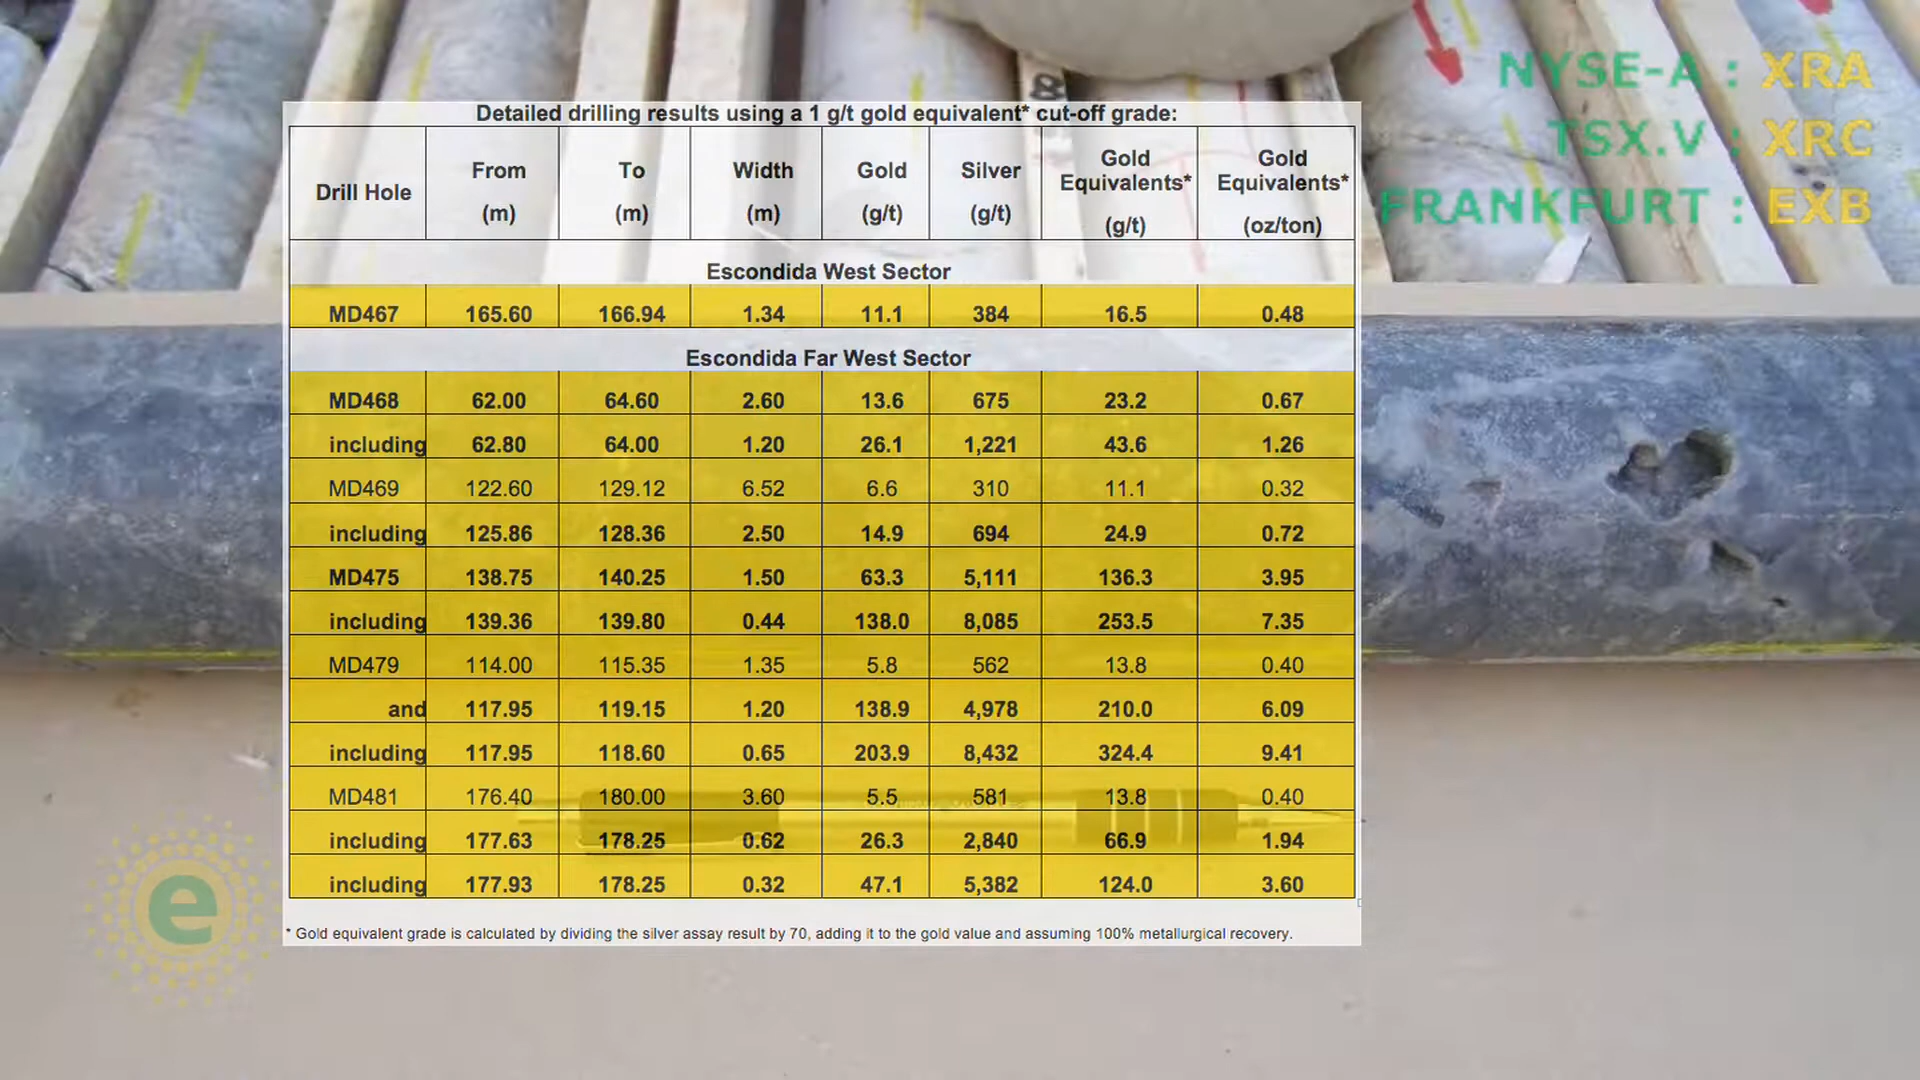 NYSE-A : XRA
TSX.V : XRC
FRANKFURT : EXB
Detailed drilling results using a 1 g/t gold equivalent* cut-off grade:
Drill Hole From (m) To (m) Width (m) Gold (g/t) Silver (g/t) Gold Equivalents* (g/t) Gold Equivalents* (oz/ton)
Escondida West Sector
MD467 165.60 166.94 1.34 11.1 384 16.5 0.48
Escondida Far West Sector
MD468 62.00 64.60 2.60 13.6 675 23.2 0.67
including 62.80 64.00 1.20 26.1 1,221 43.6 1.26
MD469 122.60 129.12 6.52 6.6 310 11.1 0.32
including 125.86 128.36 2.50 14.9 694 24.9 0.72
MD475 138.75 140.25 1.50 63.3 5,111 136.3 3.95
including 139.36 139.80 0.44 138.0 8,085 253.5 7.35
MD479 114.00 115.35 1.35 5.8 562 13.8 0.40
and 117.95 119.15 1.20 138.9 4,978 210.0 6.09
including 117.95 118.60 0.65 203.9 8,432 324.4 9.41
MD481 176.40 180.00 3.60 5.5 581 13.8 0.40
including 177.63 178.25 0.62 26.3 2,840 66.9 1.94
including 177.93 178.25 0.32 47.1 5,382 124.0 3.60
* Gold equivalent grade is calculated by dividing the silver assay result by 70, adding it to the gold value and assuming 100% metallurgical recovery.
e